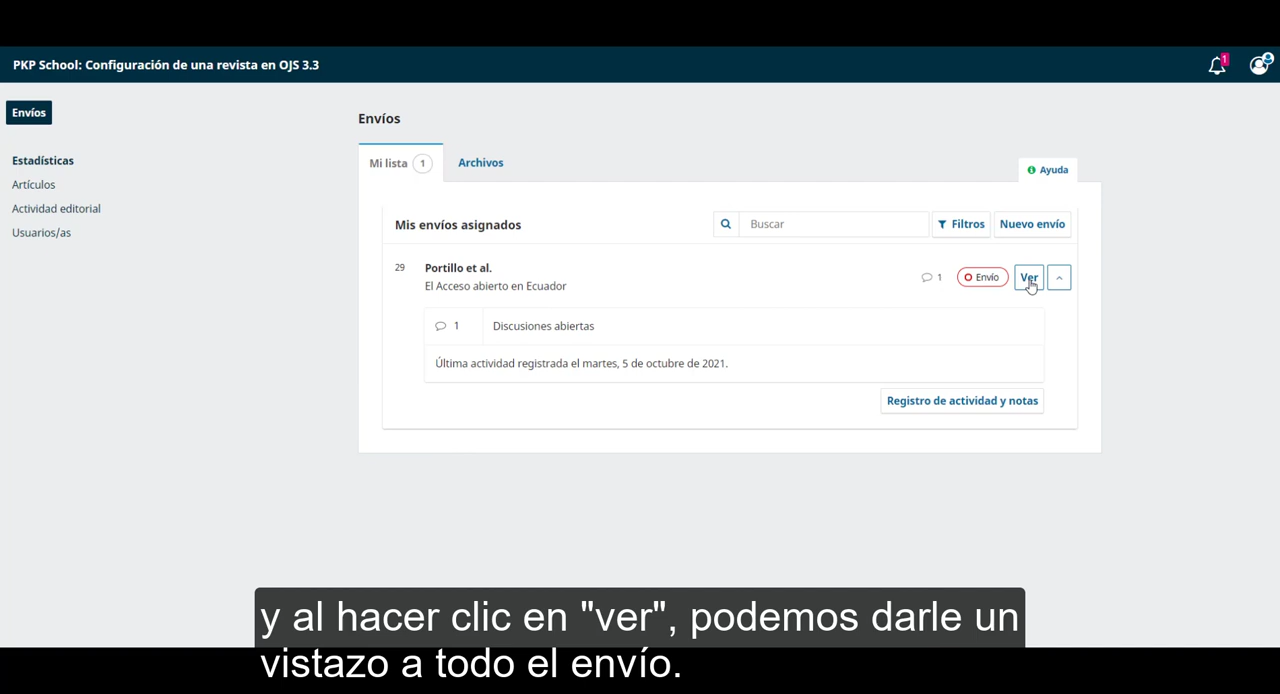 PKP School: Configuración de una revista en OJS 3.3
1
Envíos
Estadísticas
Artículos
Actividad editorial
Usuarios/as
Envíos
Mi lista 1
Archivos
Ayuda
Mis envíos asignados
Buscar
Filtros
Nuevo envío
29
Portillo et al.
El Acceso abierto en Ecuador
1
Envío
Ver
1
Discusiones abiertas
Última actividad registrada el martes, 5 de octubre de 2021.
Registro de actividad y notas
y al hacer clic en "ver", podemos darle un
vistazo a todo el envío.